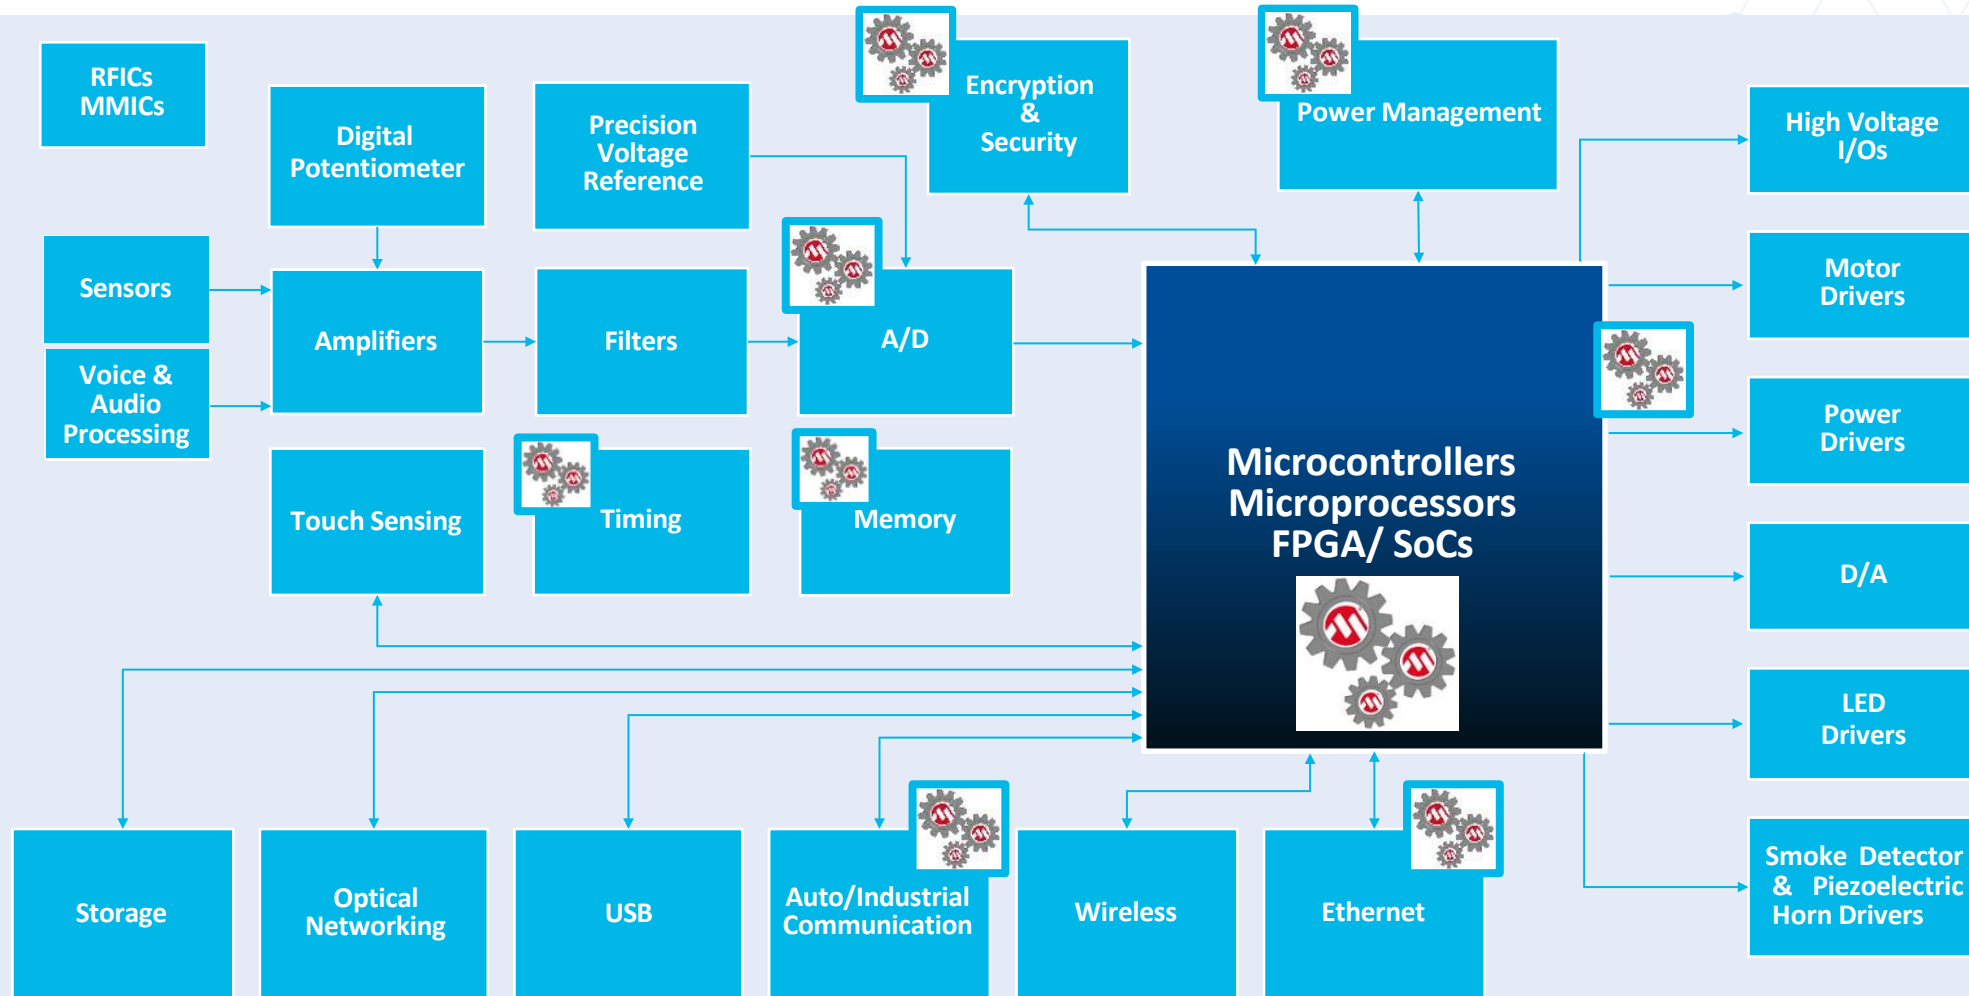 RFICs
MMICs
Digital
Potentiometer
Precision
Voltage
Reference
Encryption
&
Security
Power Management
High Voltage
I/Os
Sensors
Amplifiers
Filters
A/D
Motor
Drivers
Voice &
Audio
Processing
Power
Drivers
Touch Sensing
Timing
Memory
Microcontrollers
Microprocessors
FPGA/ SoCs
D/A
LED
Drivers
Storage
Optical
Networking
USB
Auto/Industrial
Communication
Wireless
Ethernet
Smoke Detector
& Piezoelectric
Horn Drivers